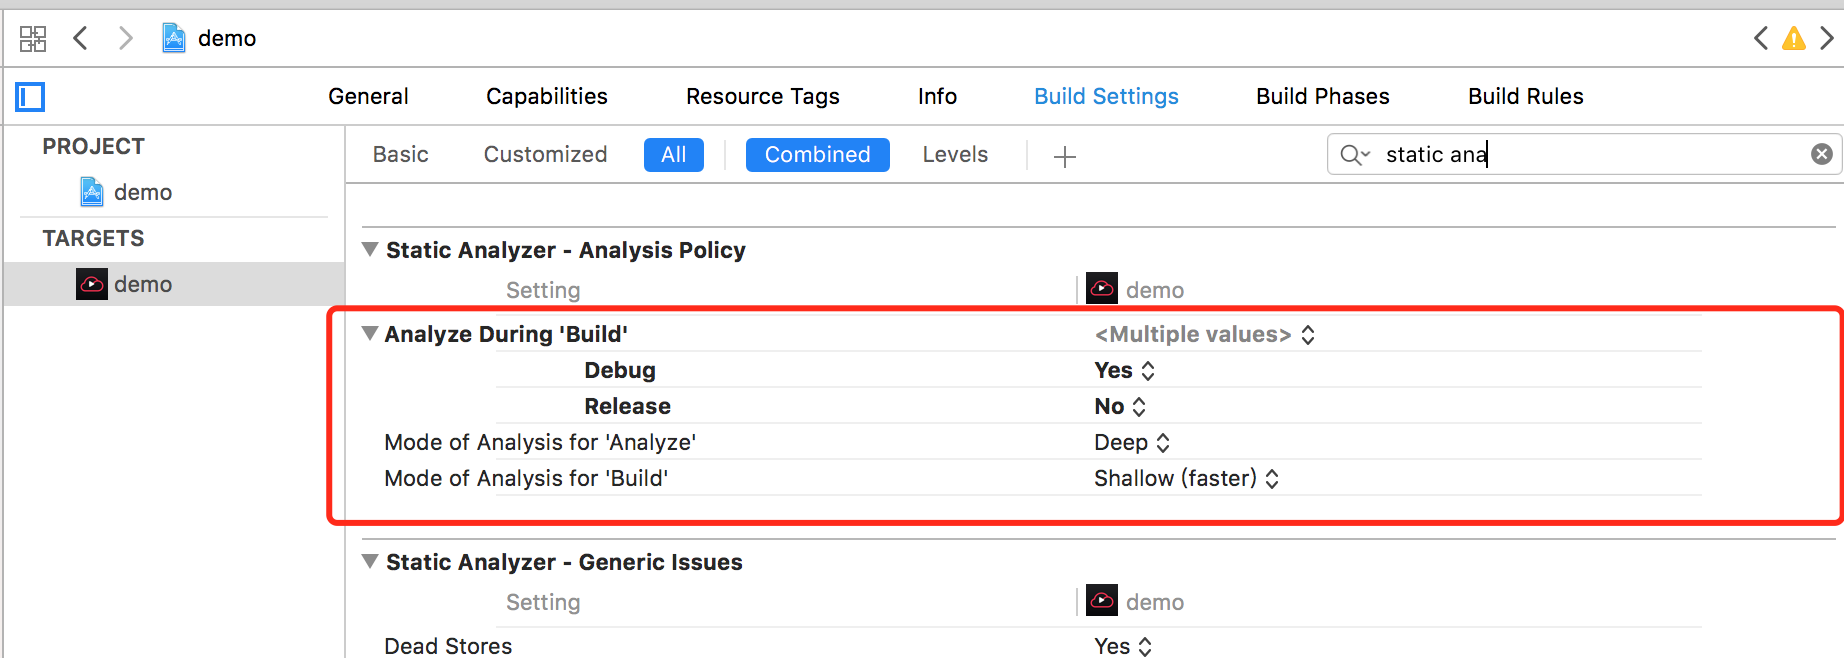 demo
General Capabilities Resource Tags Info Build Settings Build Phases Build Rules
PROJECT
demo
TARGETS
demo
Basic Customized All Combined Levels
static ana
Static Analyzer - Analysis Policy
Setting demo
Analyze During 'Build' <Multiple values>
Debug Yes
Release No
Mode of Analysis for 'Analyze' Deep
Mode of Analysis for 'Build' Shallow (faster)
Static Analyzer - Generic Issues
Setting demo
Dead Stores Yes